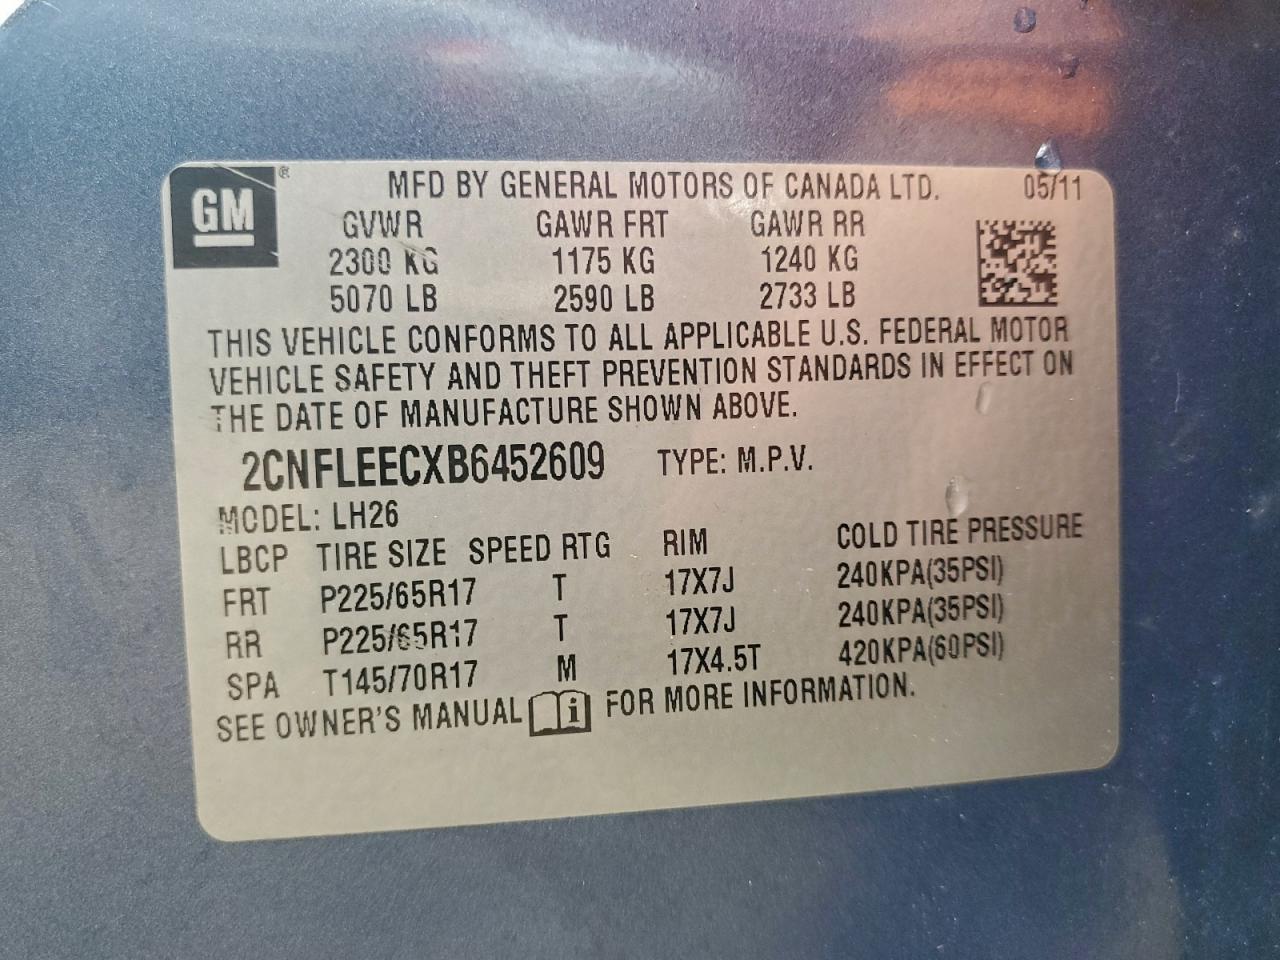 GM ® MFD BY GENERAL MOTORS OF CANADA LTD. 05/11
GVWR GAWR FRT GAWR RR
2300 KG 1175 KG 1240 KG
5070 LB 2590 LB 2733 LB
THIS VEHICLE CONFORMS TO ALL APPLICABLE U.S. FEDERAL MOTOR
VEHICLE SAFETY AND THEFT PREVENTION STANDARDS IN EFFECT ON
THE DATE OF MANUFACTURE SHOWN ABOVE.
2CNFLEECXB6452609 TYPE: M.P.V.
MODEL: LH26
LBCP TIRE SIZE SPEED RTG RIM COLD TIRE PRESSURE
FRT P225/65R17 T 17X7J 240KPA(35PSI)
RR P225/65R17 T 17X7J 240KPA(35PSI)
SPA T145/70R17 M 17X4.5T 420KPA(60PSI)
SEE OWNER'S MANUAL i FOR MORE INFORMATION.